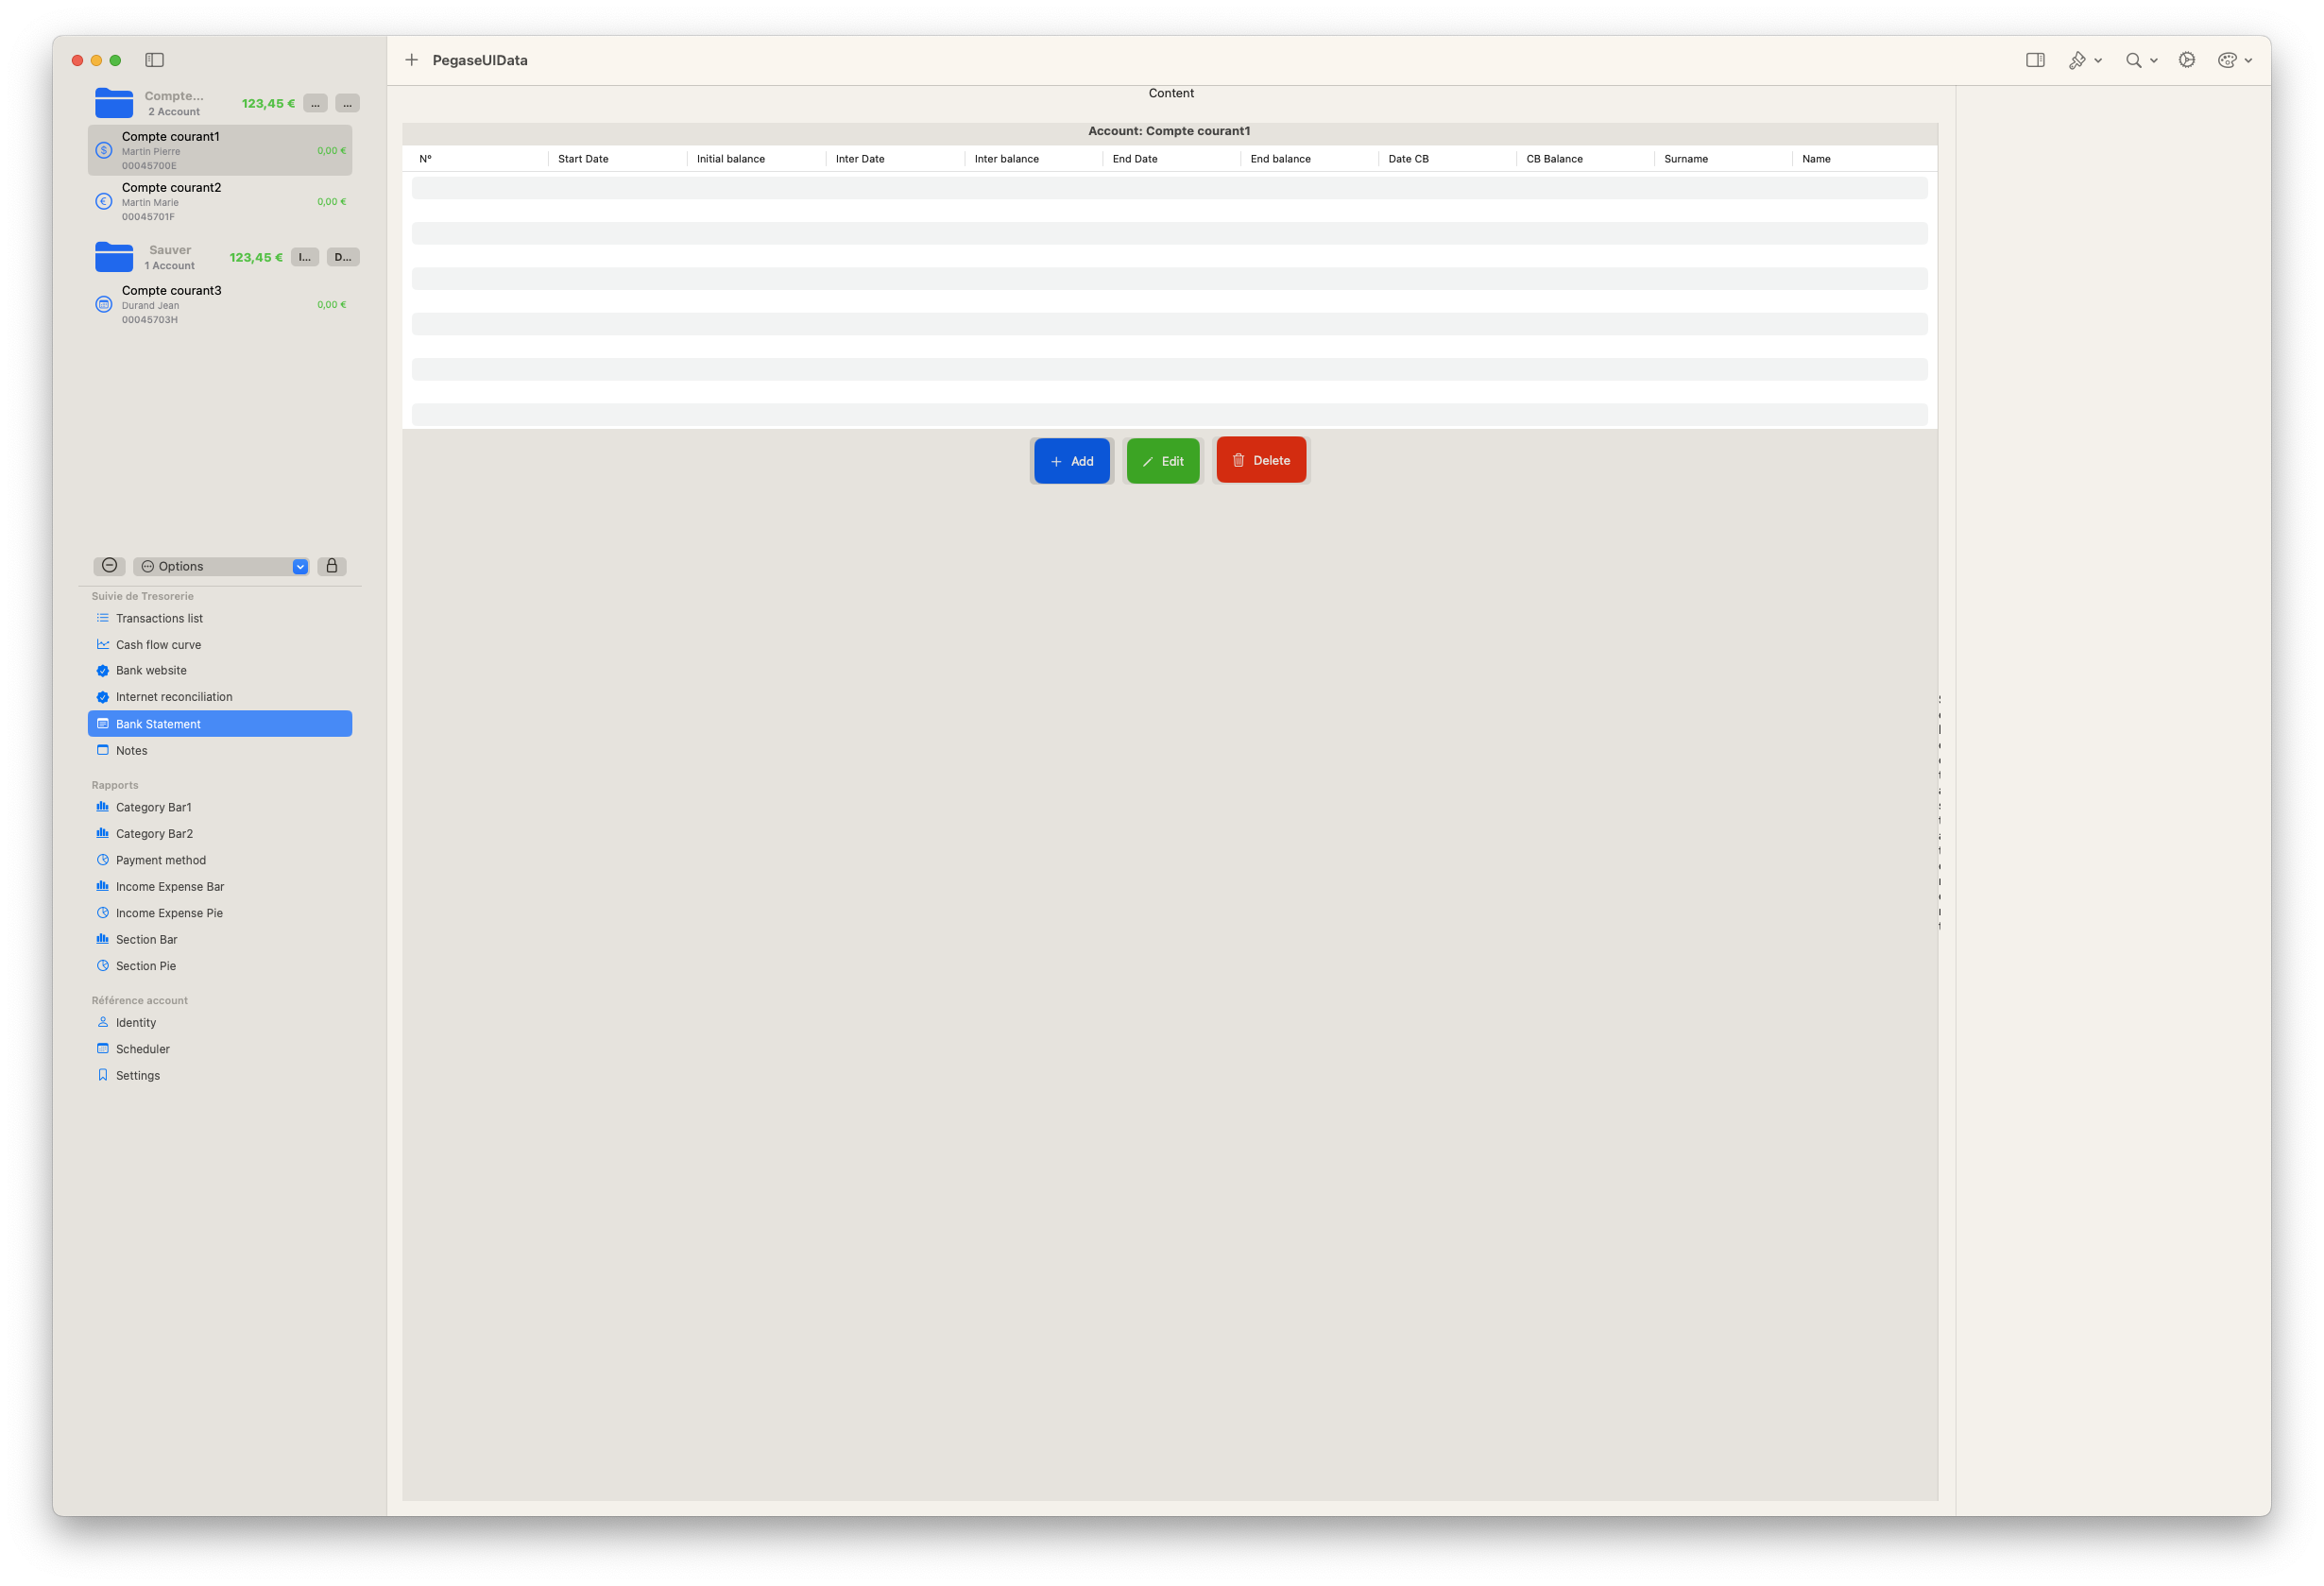 PegaseUIData
Compte...
2 Account
123,45 €
...
...
Compte courant1
Martin Pierre
00045700E
0,00 €
Compte courant2
Martin Marie
00045701F
0,00 €
Sauver
1 Account
123,45 €
I...
D...
Compte courant3
Durand Jean
00045703H
0,00 €
Options
Suivie de Tresorerie
Transactions list
Cash flow curve
Bank website
Internet reconciliation
Bank Statement
Notes
Rapports
Category Bar1
Category Bar2
Payment method
Income Expense Bar
Income Expense Pie
Section Bar
Section Pie
Référence account
Identity
Scheduler
Settings
Content
Account: Compte courant1
N° Start Date Initial balance Inter Date Inter balance End Date End balance Date CB CB Balance Surname Name
Add
Edit
Delete